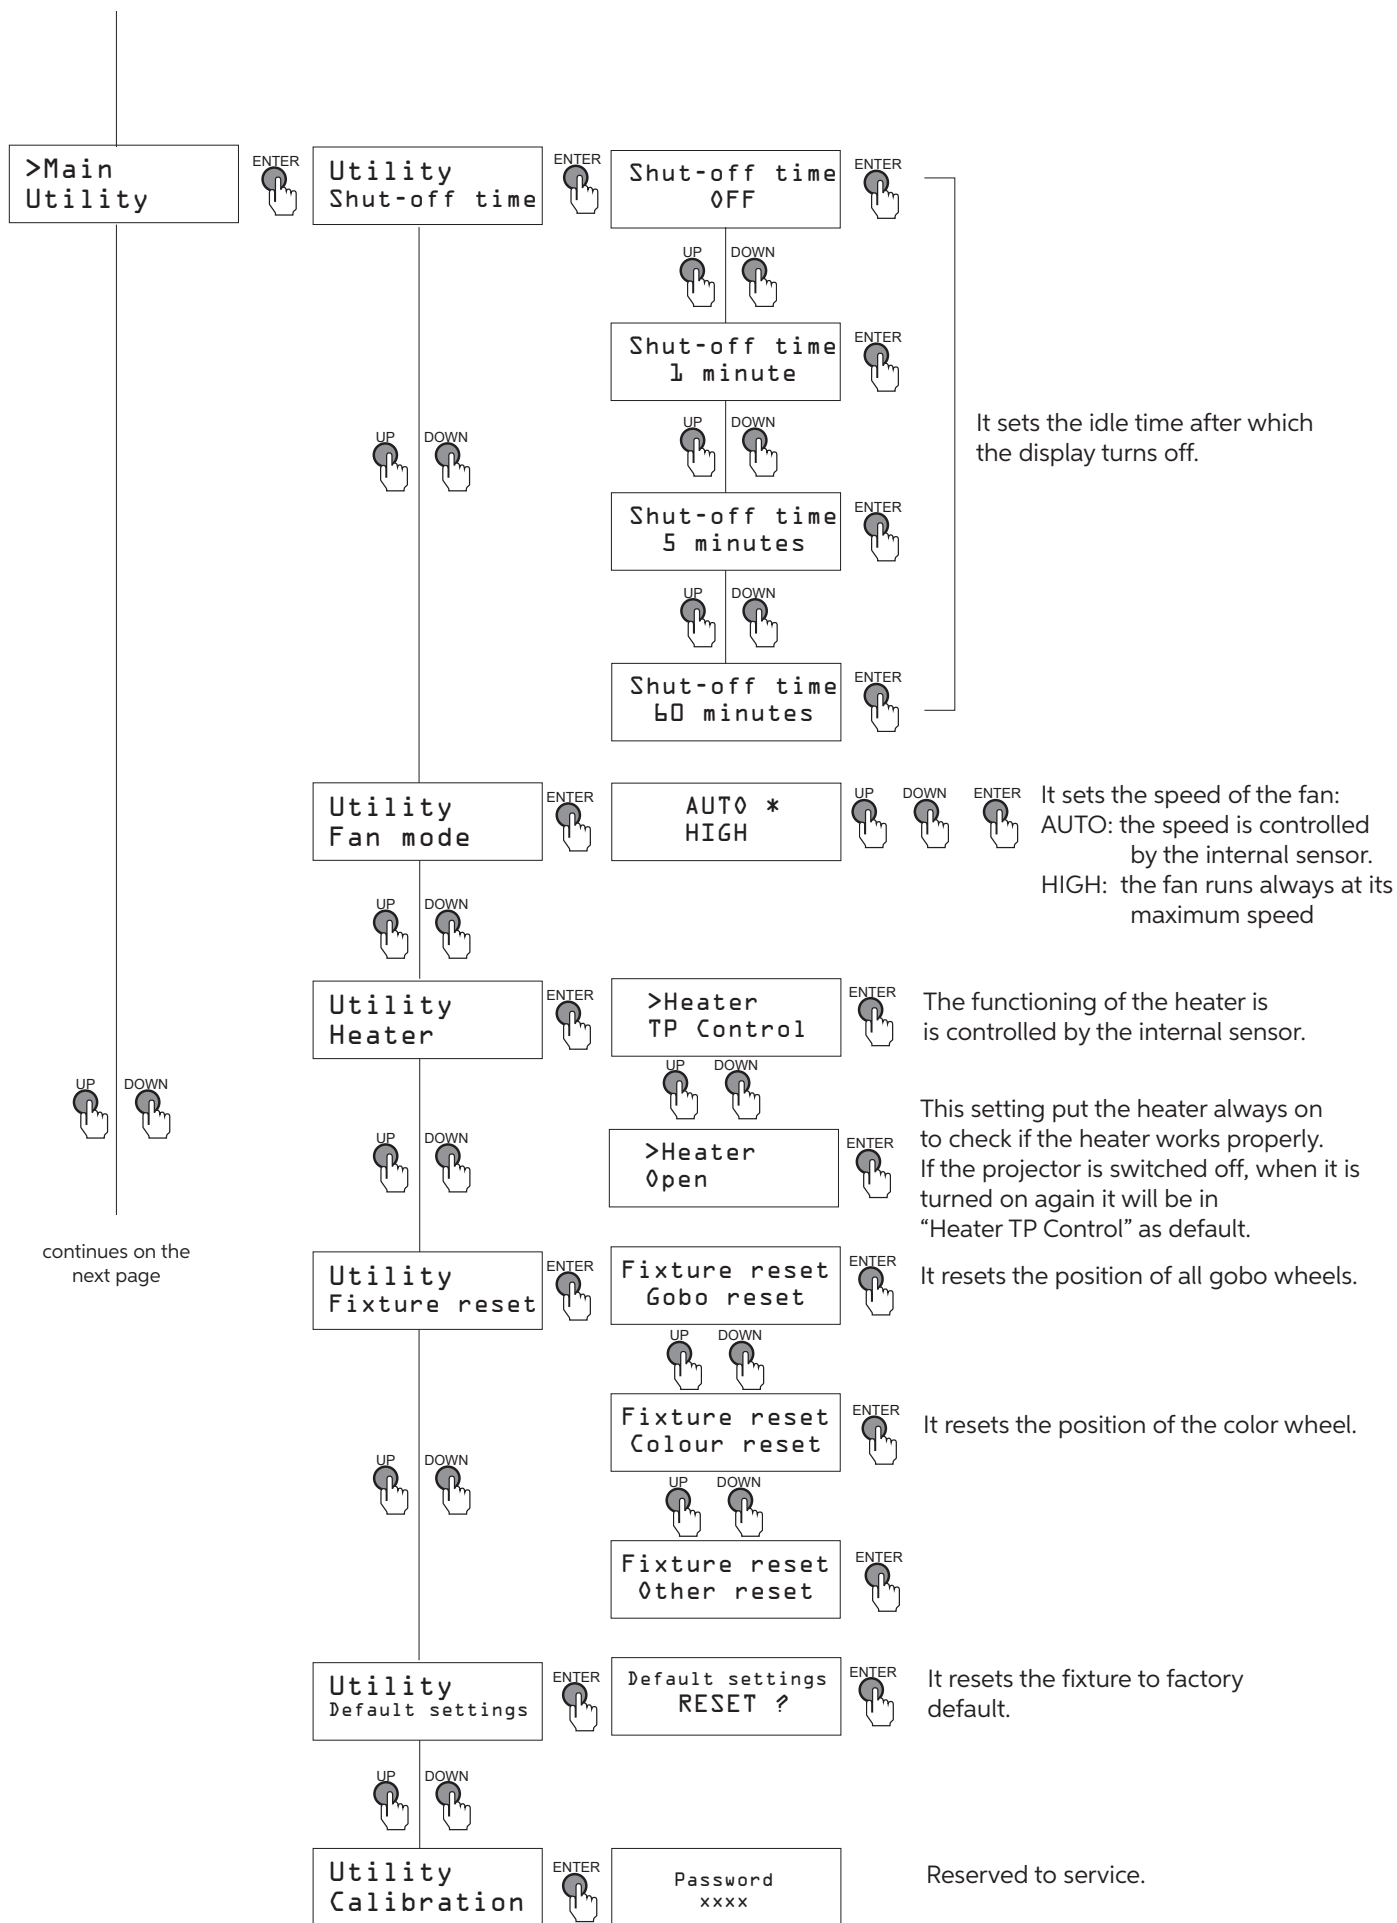 >Main
Utility
ENTER
Utility
Shut-off time
ENTER
Shut-off time
OFF
ENTER
UP DOWN
Shut-off time
1 minute
ENTER
UP DOWN
Shut-off time
5 minutes
ENTER
UP DOWN
Shut-off time
60 minutes
ENTER
It sets the idle time after which
the display turns off.
UP DOWN
Utility
Fan mode
ENTER
AUTO *
HIGH
UP DOWN ENTER
It sets the speed of the fan:
AUTO: the speed is controlled
by the internal sensor.
HIGH: the fan runs always at its
maximum speed
UP DOWN
Utility
Heater
ENTER
>Heater
TP Control
ENTER
The functioning of the heater is
is controlled by the internal sensor.
UP DOWN
>Heater
Open
ENTER
This setting put the heater always on
to check if the heater works properly.
If the projector is switched off, when it is
turned on again it will be in
“Heater TP Control” as default.
UP DOWN
UP DOWN
continues on the
next page
Utility
Fixture reset
ENTER
Fixture reset
Gobo reset
ENTER
It resets the position of all gobo wheels.
UP DOWN
Fixture reset
Colour reset
ENTER
It resets the position of the color wheel.
UP DOWN
UP DOWN
Fixture reset
Other reset
ENTER
Utility
Default settings
ENTER
Default settings
RESET ?
ENTER
It resets the fixture to factory
default.
UP DOWN
Utility
Calibration
ENTER
Password
xxxx
Reserved to service.